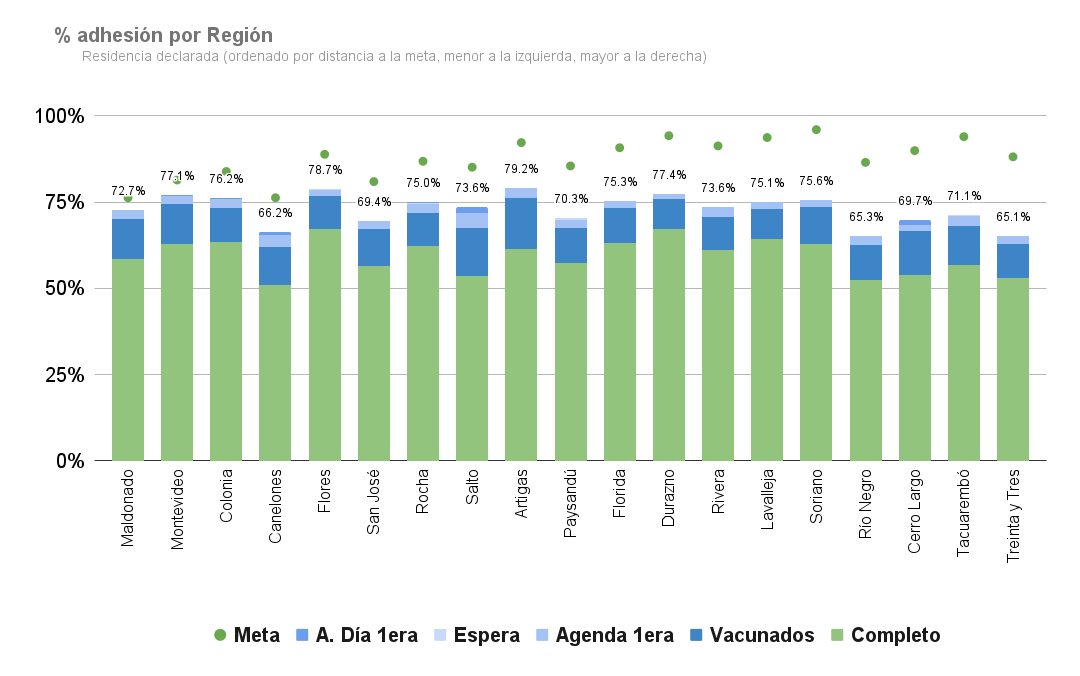 % adhesión por Región
Residencia declarada (ordenado por distancia a la meta, menor a la izquierda, mayor a la derecha)
100%
75%
50%
25%
0%
72.7%
77.1%
76.2%
66.2%
78.7%
69.4%
75.0%
73.6%
79.2%
70.3%
75.3%
77.4%
73.6%
75.1%
75.6%
65.3%
69.7%
71.1%
65.1%
Maldonado
Montevideo
Colonia
Canelones
Flores
San José
Rocha
Salto
Artigas
Paysandú
Florida
Durazno
Rivera
Lavalleja
Soriano
Río Negro
Cerro Largo
Tacuarembó
Treinta y Tres
Meta A. Día 1era Espera Agenda 1era Vacunados Completo